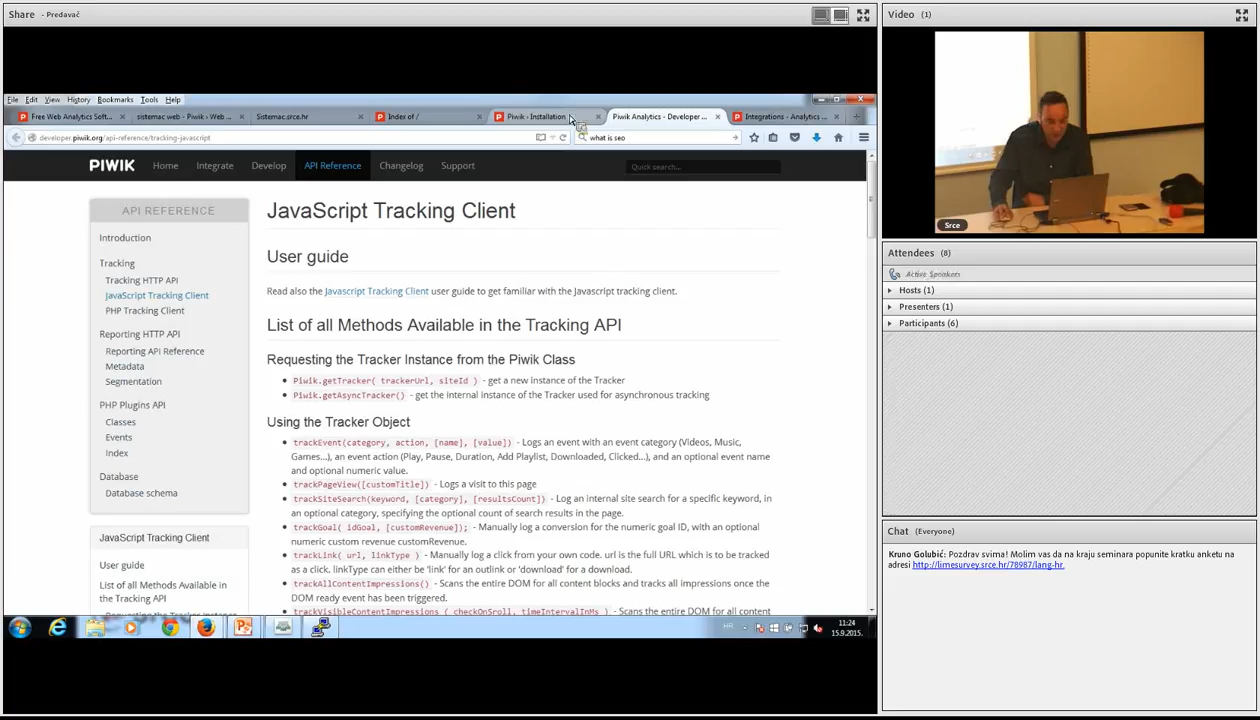 Share - Predavač
File Edit View History Bookmarks Tools Help
Free Web Analytics Soft...
sistemac web - Piwik › Web ...
Sistemac.srce.hr
Index of /
Piwik › Installation
Piwik Analytics - Developer ...
Integrations - Analytics ...
developer.piwik.org/api-reference/tracking-javascript
what is seo
PIWIK Home Integrate Develop API Reference Changelog Support
Quick search...
API REFERENCE
Introduction
Tracking
Tracking HTTP API
JavaScript Tracking Client
PHP Tracking Client
Reporting HTTP API
Reporting API Reference
Metadata
Segmentation
PHP Plugins API
Classes
Events
Index
Database
Database schema
JavaScript Tracking Client
User guide
List of all Methods Available in
the Tracking API
Requesting the Tracker Instance
JavaScript Tracking Client
User guide
Read also the Javascript Tracking Client user guide to get familiar with the Javascript tracking client.
List of all Methods Available in the Tracking API
Requesting the Tracker Instance from the Piwik Class
Piwik.getTracker( trackerUrl, siteId ) - get a new instance of the Tracker
Piwik.getAsyncTracker() - get the internal instance of the Tracker used for asynchronous tracking
Using the Tracker Object
trackEvent(category, action, [name], [value]) - Logs an event with an event category (Videos, Music,
Games...), an event action (Play, Pause, Duration, Add Playlist, Downloaded, Clicked...), and an optional event name
and optional numeric value.
trackPageView([customTitle]) - Logs a visit to this page
trackSiteSearch(keyword, [category], [resultsCount]) - Log an internal site search for a specific keyword, in
an optional category, specifying the optional count of search results in the page.
trackGoal( idGoal, [customRevenue]); - Manually log a conversion for the numeric goal ID, with an optional
numeric custom revenue customRevenue.
trackLink( url, linkType ) - Manually log a click from your own code. url is the full URL which is to be tracked
as a click. linkType can either be 'link' for an outlink or 'download' for a download.
trackAllContentImpressions() - Scans the entire DOM for all content blocks and tracks all impressions once the
DOM ready event has been triggered.
trackVisibleContentImpressions ( checkOnSroll, timeIntervalInMs ) - Scans the entire DOM for all content
HR
11:24
15.9.2015.
Video (1)
Srce
Attendees (8)
Active Speakers
Hosts (1)
Presenters (1)
Participants (6)
Chat (Everyone)
Kruno Golubić: Pozdrav svima! Molim vas da na kraju seminara popunite kratku anketu na
adresi http://limesurvey.srce.hr/78987/lang-hr.